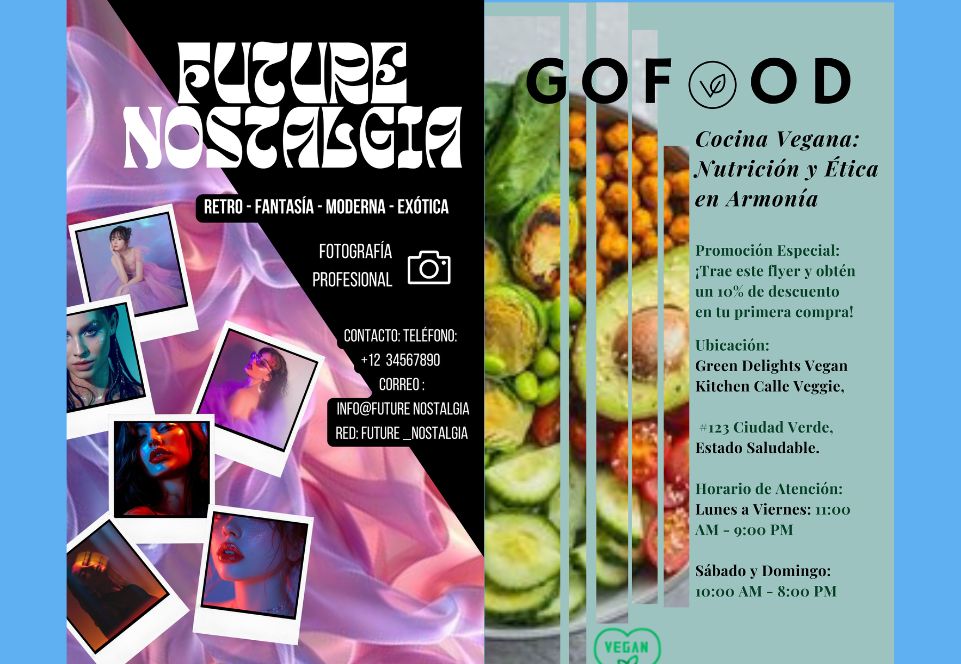 FUTURE
NOSTALGIA
RETRO - FANTASÍA - MODERNA - EXÓTICA
FOTOGRAFÍA
PROFESIONAL
CONTACTO: TELÉFONO:
+12 34567890
CORREO :
INFO@FUTURE NOSTALGIA
RED: FUTURE _NOSTALGIA
GOFOOD
Cocina Vegana:
Nutrición y Ética
en Armonía
Promoción Especial:
¡Trae este flyer y obtén
un 10% de descuento
en tu primera compra!
Ubicación:
Green Delights Vegan
Kitchen Calle Veggie,
#123 Ciudad Verde,
Estado Saludable.
Horario de Atención:
Lunes a Viernes: 11:00
AM - 9:00 PM
Sábado y Domingo:
10:00 AM - 8:00 PM
VEGAN